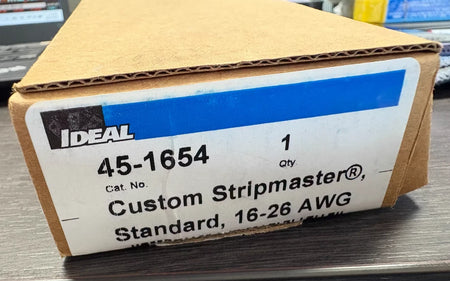 IDEAL
45-1654
1
Cat. No.
Qty.
Custom Stripmaster®,
Standard, 16-26 AWG